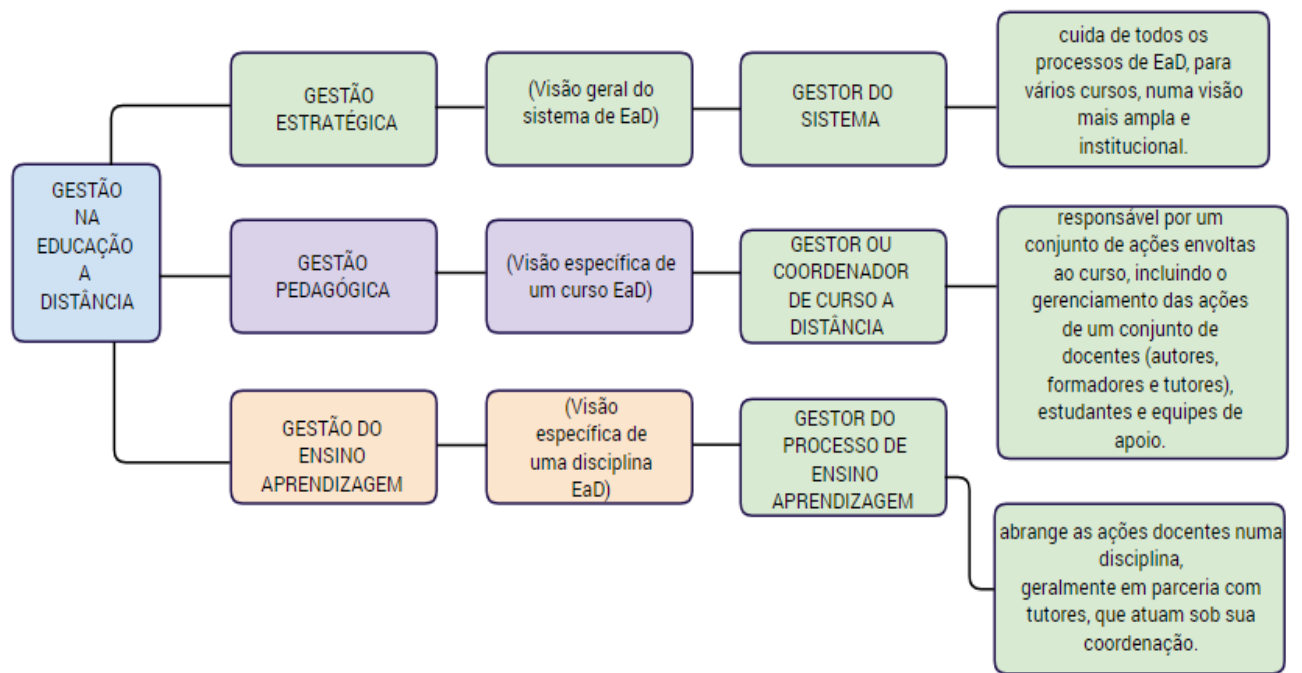 GESTÃO
NA
EDUCAÇÃO
A
DISTÂNCIA
GESTÃO
ESTRATÉGICA
(Visão geral do
sistema de EaD)
GESTOR DO
SISTEMA
cuida de todos os
processos de EaD, para
vários cursos, numa visão
mais ampla e
institucional.
GESTÃO
PEDAGÓGICA
(Visão específica de
um curso EaD)
GESTOR OU
COORDENADOR
DE CURSO A
DISTÂNCIA
responsável por um
conjunto de ações envoltas
ao curso, incluindo o
gerenciamento das ações
de um conjunto de
docentes (autores,
formadores e tutores),
estudantes e equipes de
apoio.
GESTÃO DO
ENSINO
APRENDIZAGEM
(Visão
específica de
uma disciplina
EaD)
GESTOR DO
PROCESSO DE
ENSINO
APRENDIZAGEM
abrange as ações docentes numa
disciplina,
geralmente em parceria com
tutores, que atuam sob sua
coordenação.